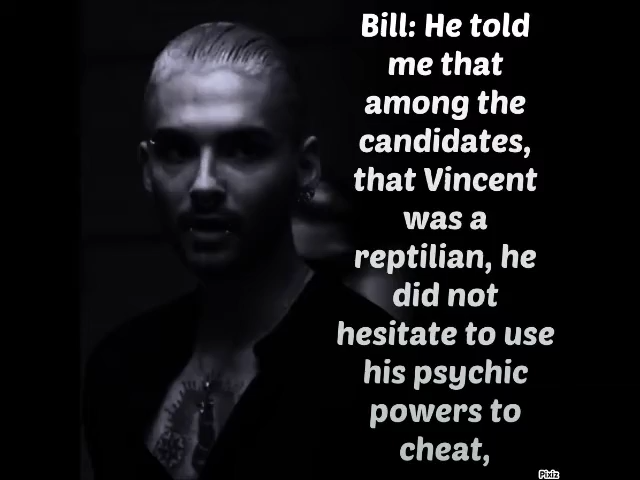 Bill: He told
me that
among the
candidates,
that Vincent
was a
reptilian, he
did not
hesitate to use
his psychic
powers to
cheat,
Pixiz